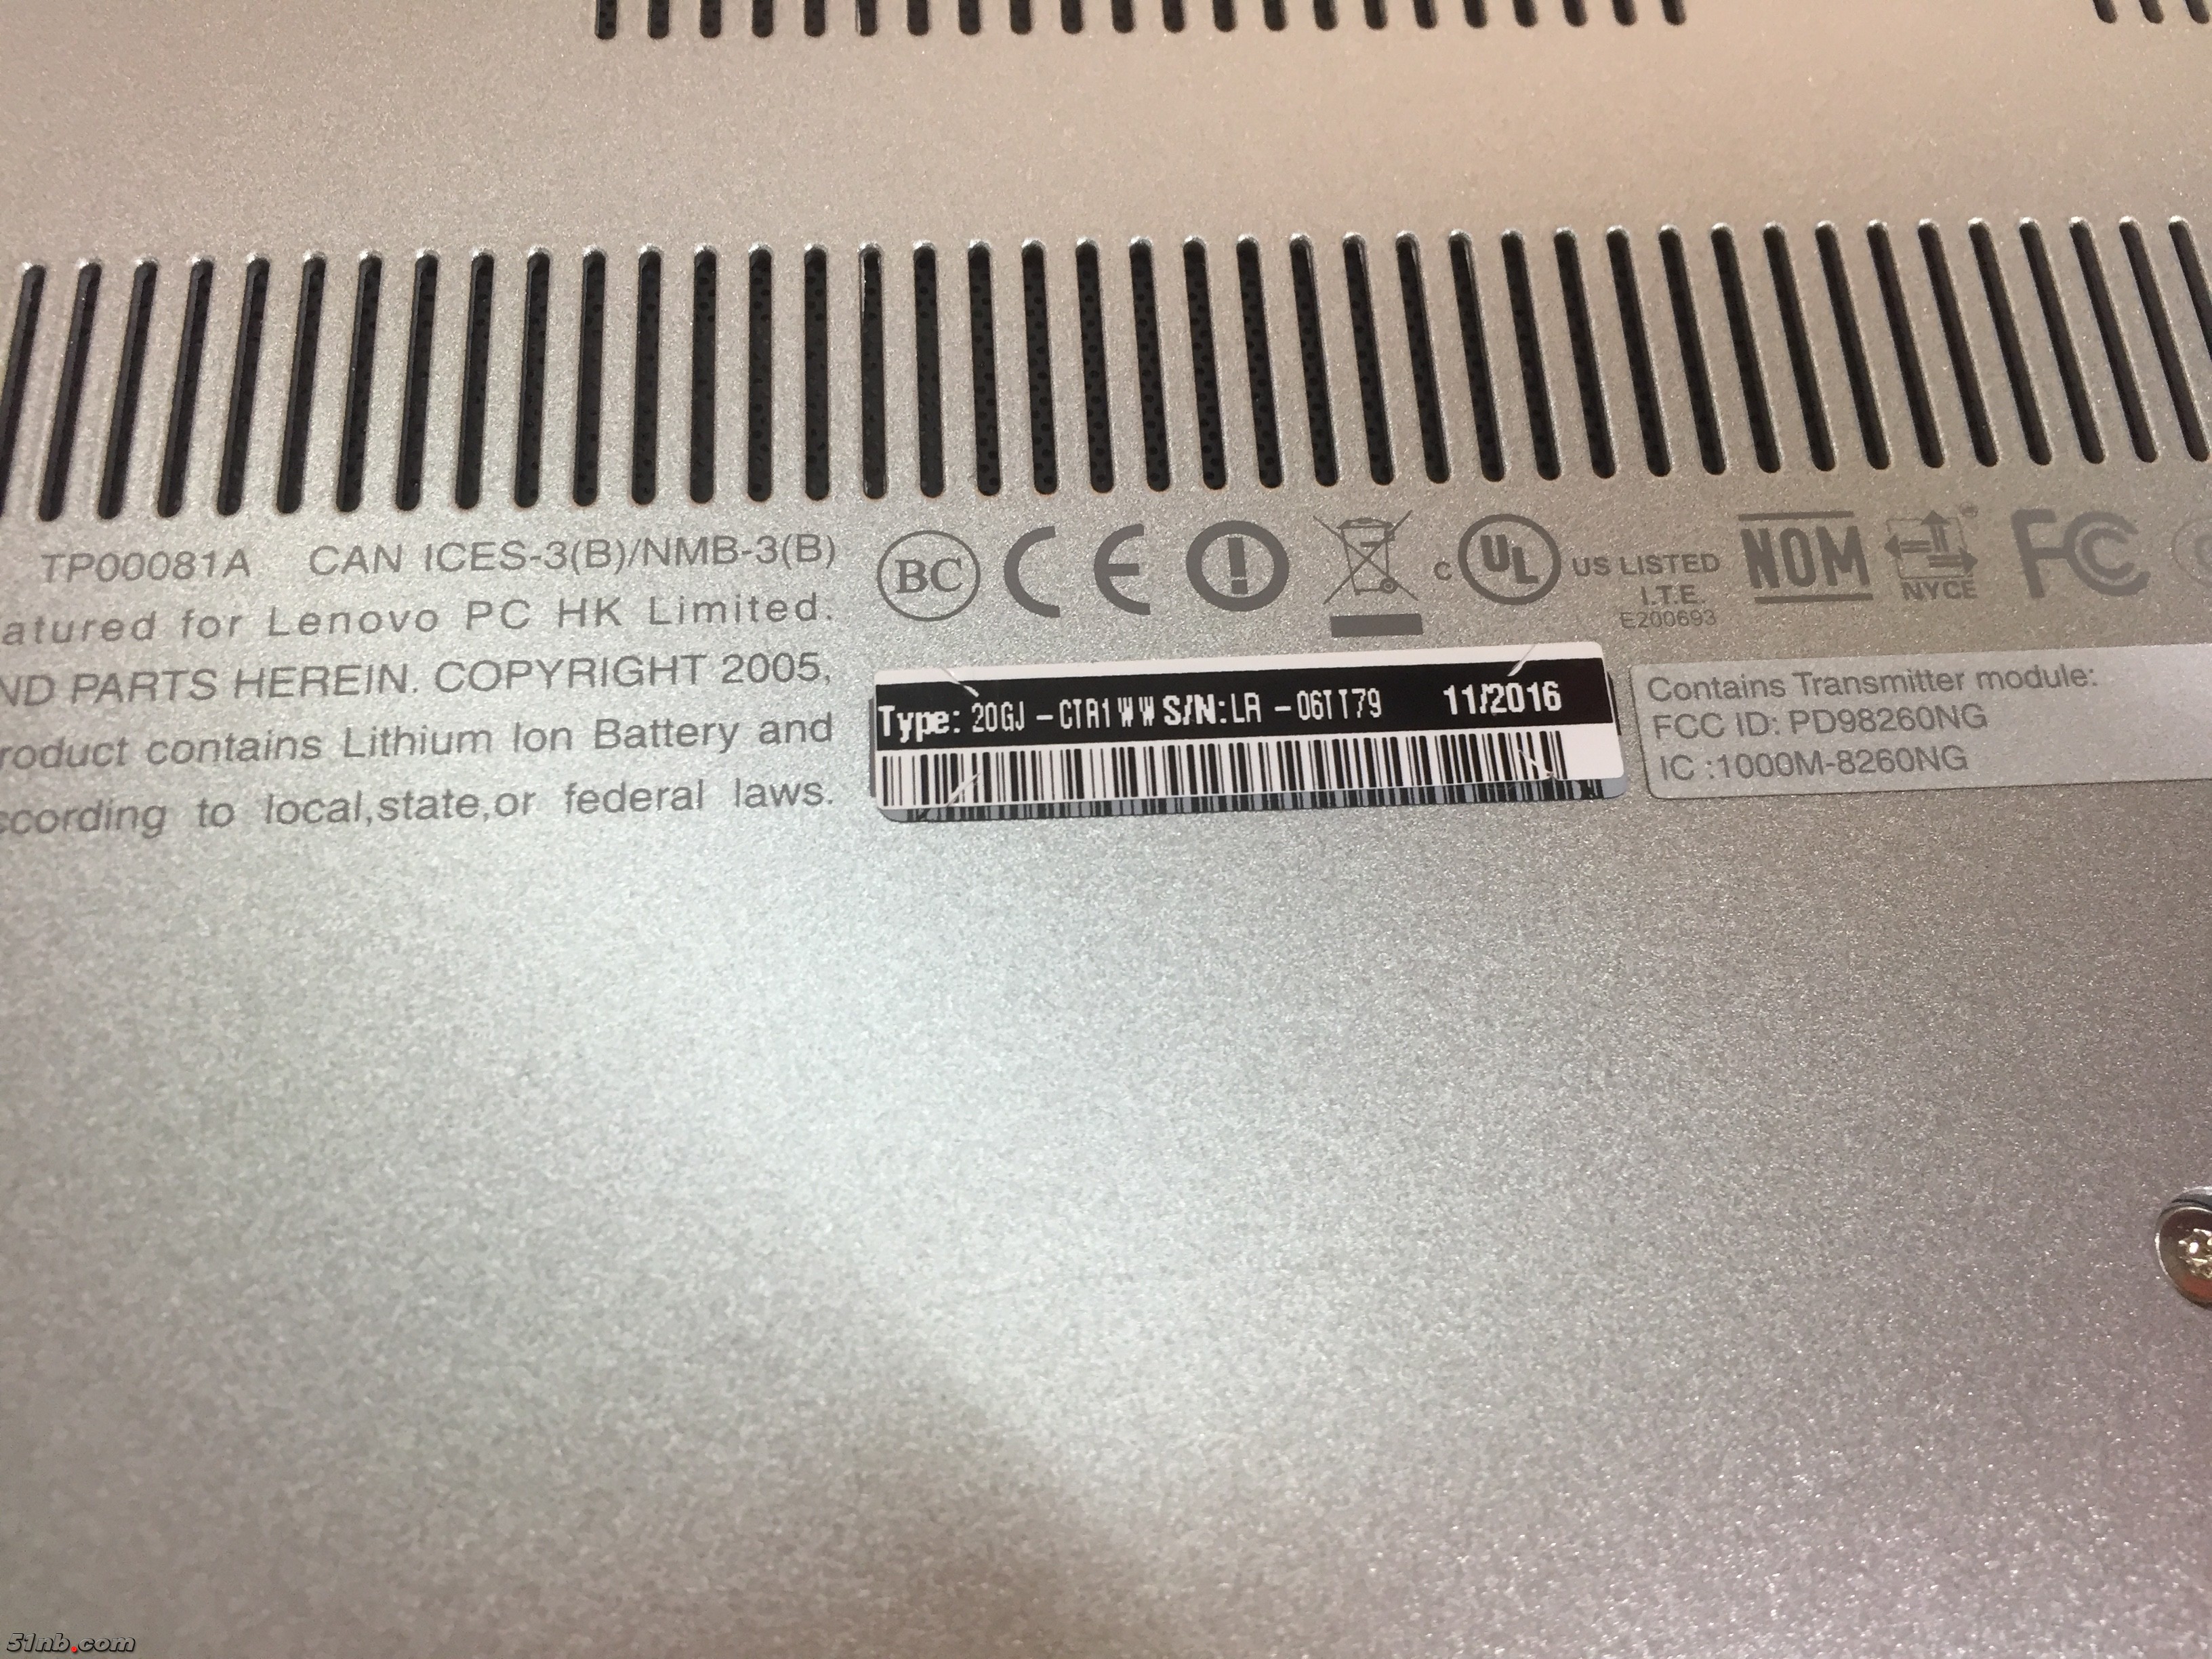 TP00081A CAN ICES-3(B)/NMB-3(B)
atured for Lenovo PC HK Limited.
ND PARTS HEREIN. COPYRIGHT 2005,
roduct contains Lithium Ion Battery and
ccording to local,state,or federal laws.
BC CE
c UL US LISTED
I.T.E.
E200693
NOM
NYCE
FC
Type: 20GJ-CTR1WW S/N:LR-06TT79 11/2016
Contains Transmitter module:
FCC ID: PD98260NG
IC :1000M-8260NG
51nb.com